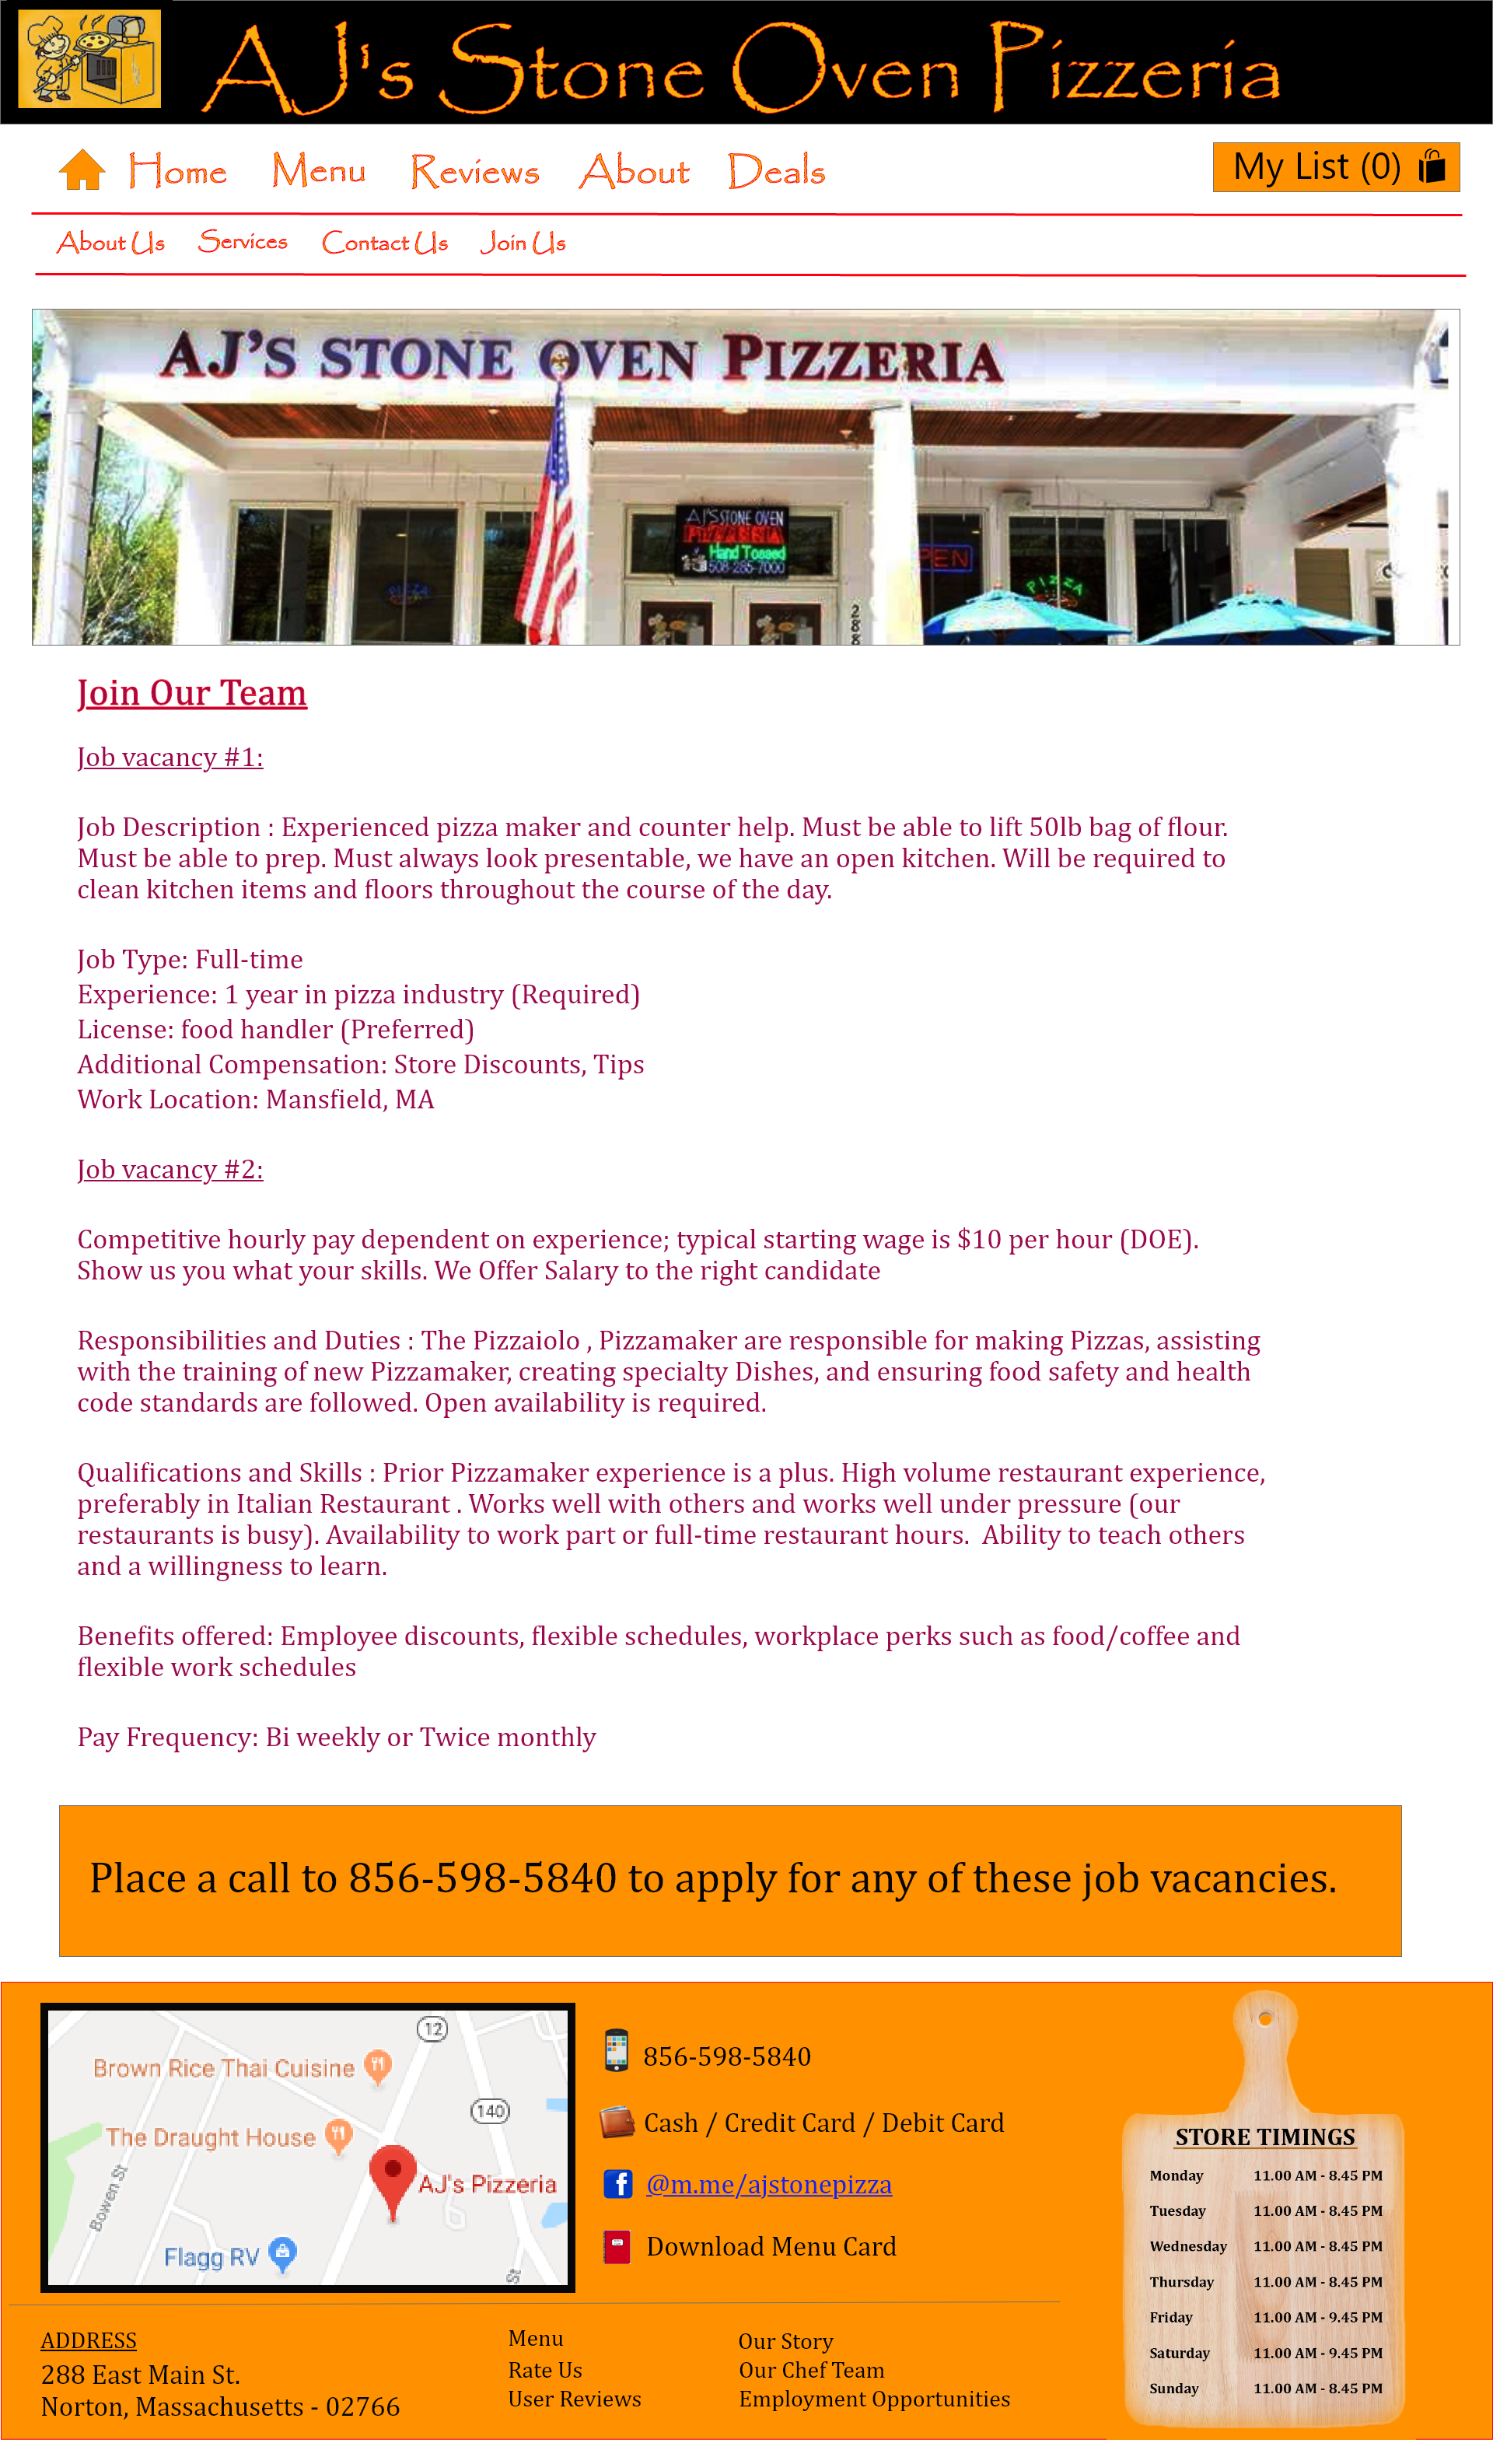 AJ's Stone Oven Pizzeria
Home Menu Reviews About Deals My List (0)
About Us Services Contact Us Join Us
AJ'S STONE OVEN PIZZERIA
AJ'S STONE OVEN
PIZZERIA
Hand Tossed
508-285-7000
PIZZA
PEN
PIZZA
288
Join Our Team
Job vacancy #1:
Job Description : Experienced pizza maker and counter help. Must be able to lift 50lb bag of flour.
Must be able to prep. Must always look presentable, we have an open kitchen. Will be required to
clean kitchen items and floors throughout the course of the day.
Job Type: Full-time
Experience: 1 year in pizza industry (Required)
License: food handler (Preferred)
Additional Compensation: Store Discounts, Tips
Work Location: Mansfield, MA
Job vacancy #2:
Competitive hourly pay dependent on experience; typical starting wage is $10 per hour (DOE).
Show us you what your skills. We Offer Salary to the right candidate
Responsibilities and Duties : The Pizzaiolo , Pizzamaker are responsible for making Pizzas, assisting
with the training of new Pizzamaker, creating specialty Dishes, and ensuring food safety and health
code standards are followed. Open availability is required.
Qualifications and Skills : Prior Pizzamaker experience is a plus. High volume restaurant experience,
preferably in Italian Restaurant . Works well with others and works well under pressure (our
restaurants is busy). Availability to work part or full-time restaurant hours.  Ability to teach others
and a willingness to learn.
Benefits offered: Employee discounts, flexible schedules, workplace perks such as food/coffee and
flexible work schedules
Pay Frequency: Bi weekly or Twice monthly
Place a call to 856-598-5840 to apply for any of these job vacancies.
12
Brown Rice Thai Cuisine
140
The Draught House
AJ's Pizzeria
Bowen St
Flagg RV
St
856-598-5840
Cash / Credit Card / Debit Card
@m.me/ajstonepizza
Download Menu Card
STORE TIMINGS
Monday 11.00 AM - 8.45 PM
Tuesday 11.00 AM - 8.45 PM
Wednesday 11.00 AM - 8.45 PM
Thursday 11.00 AM - 8.45 PM
Friday 11.00 AM - 9.45 PM
Saturday 11.00 AM - 9.45 PM
Sunday 11.00 AM - 8.45 PM
ADDRESS
288 East Main St.
Norton, Massachusetts - 02766
Menu
Rate Us
User Reviews
Our Story
Our Chef Team
Employment Opportunities